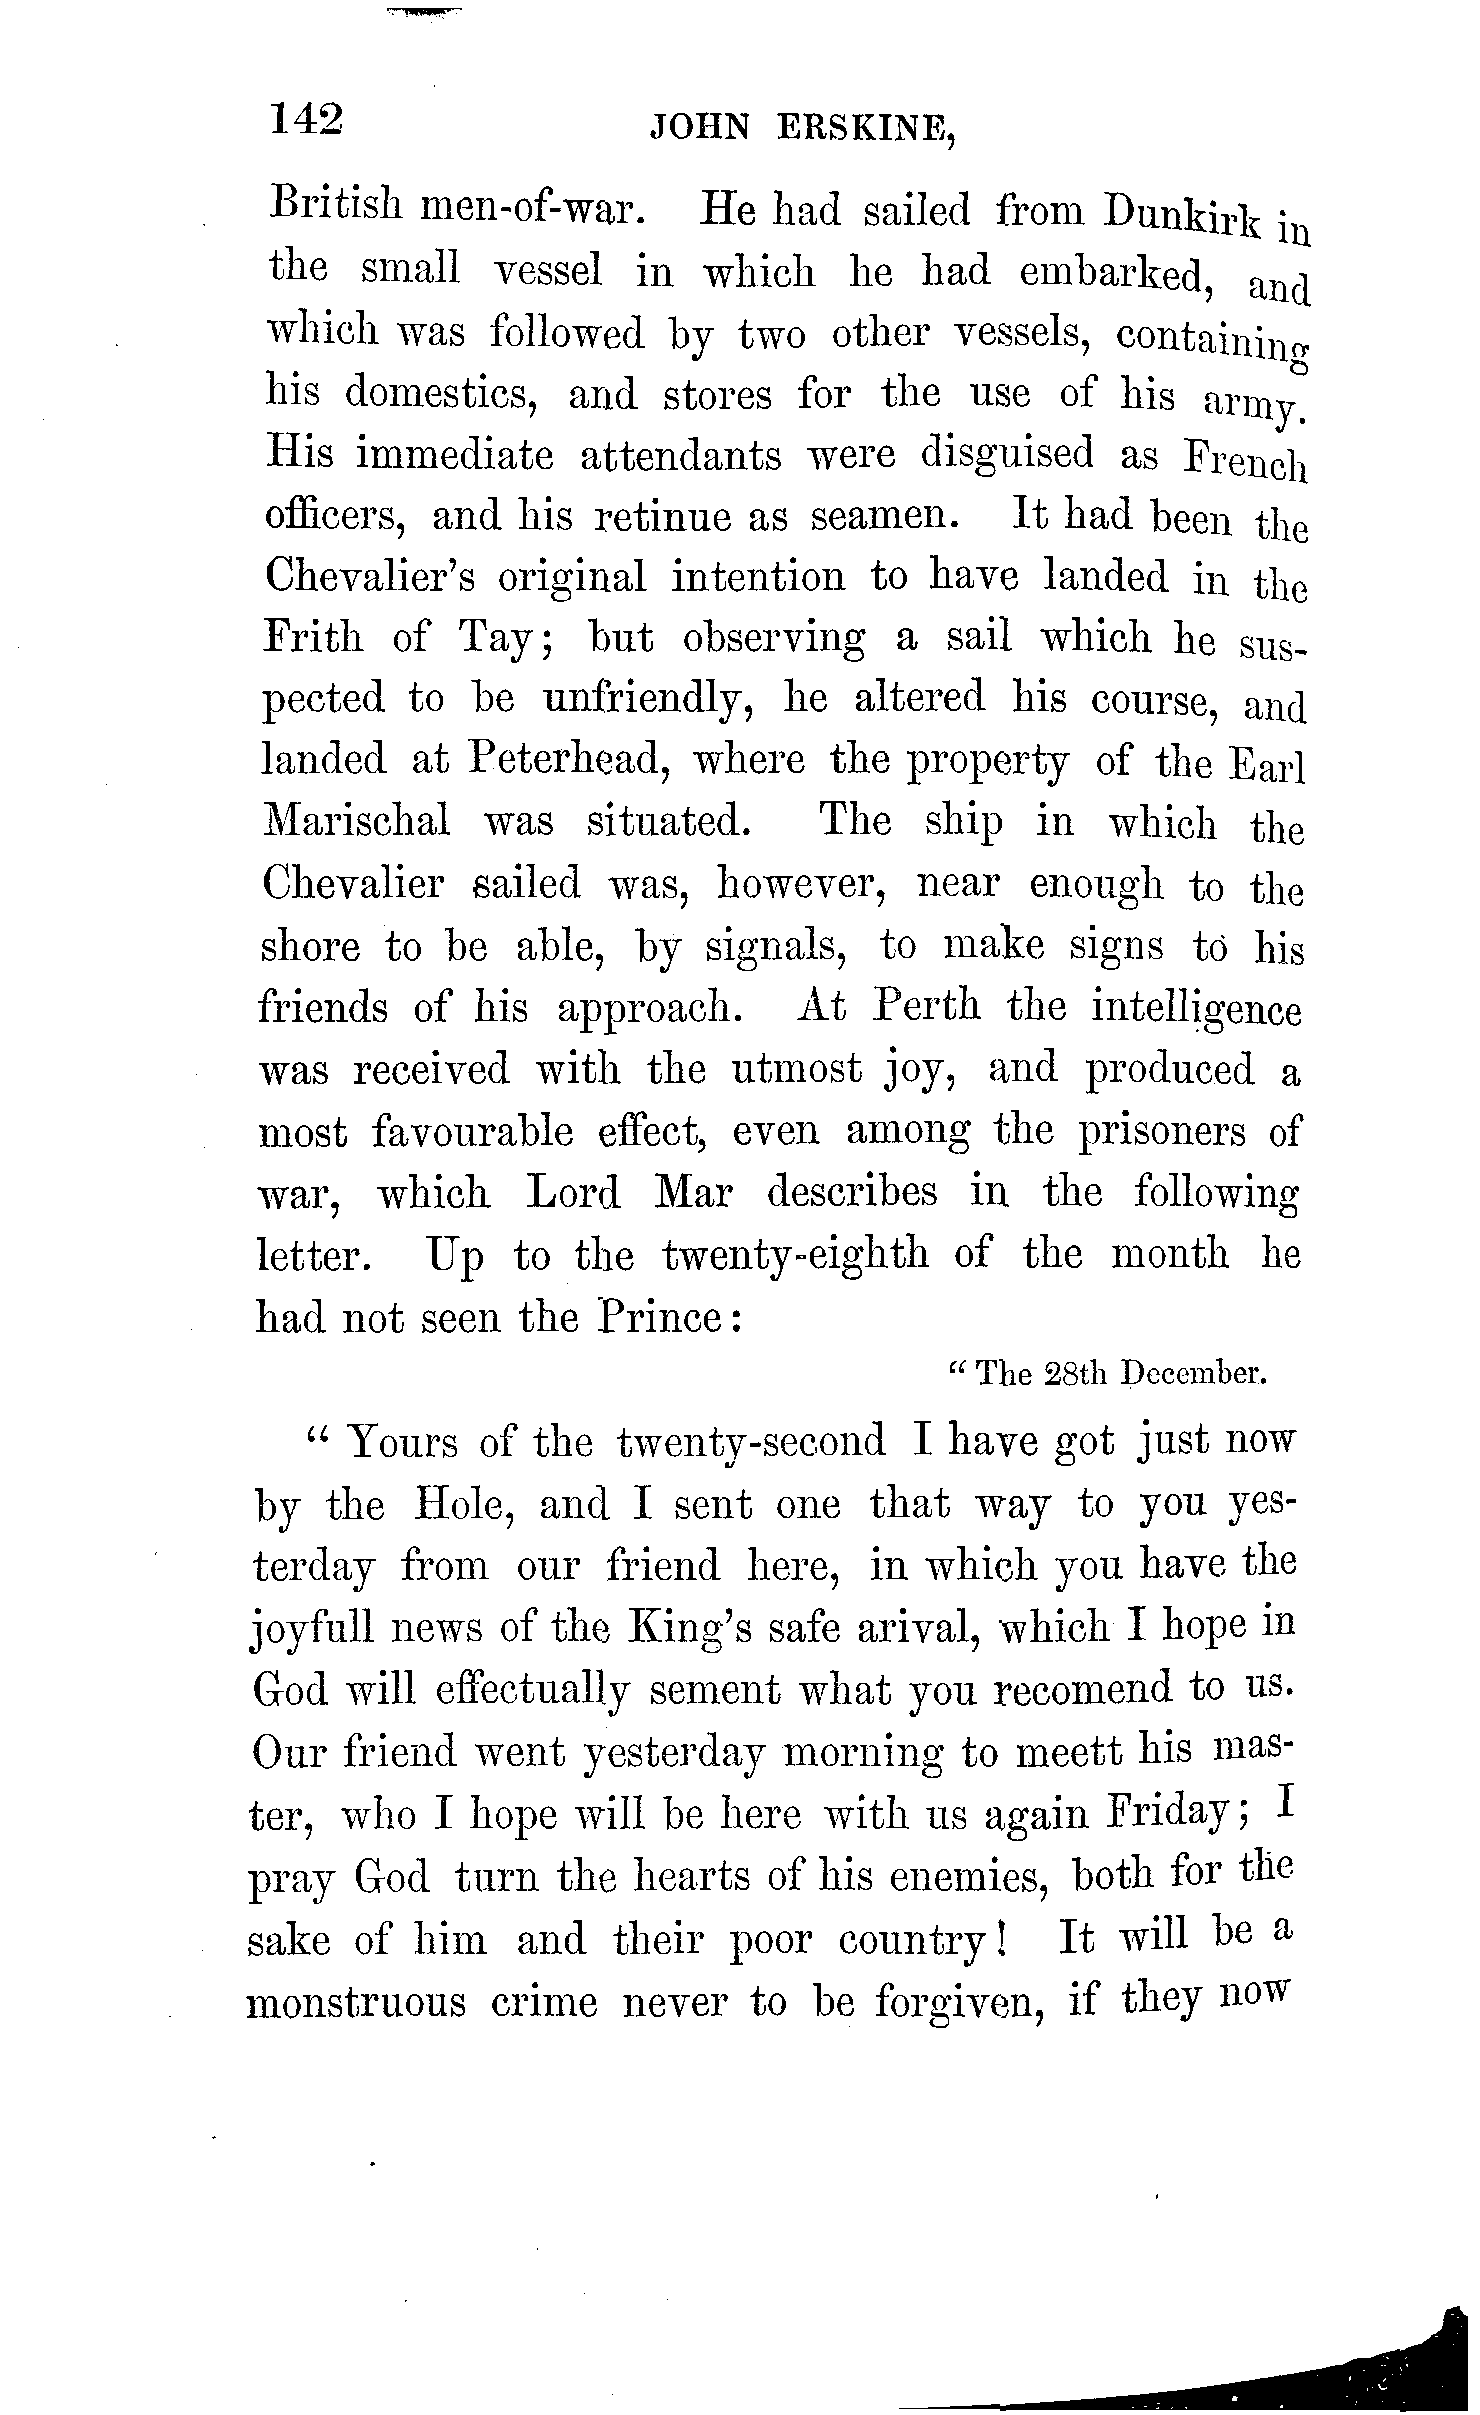 142 JOHN ERSKINE,
British men-of-war. He had sailed from Dunkirk in
the small vessel in which he had embarked, and
which was followed by two other vessels, containing
his domestics, and stores for the use of his army.
His immediate attendants were disguised as French
officers, and his retinue as seamen. It had been the
Chevalier's original intention to have landed in the
Frith of Tay; but observing a sail which he sus-
pected to be unfriendly, he altered his course, and
landed at Peterhead, where the property of the Earl
Marischal was situated. The ship in which the
Chevalier sailed was, however, near enough to the
shore to be able, by signals, to make signs to his
friends of his approach. At Perth the intelligence
was received with the utmost joy, and produced a
most favourable effect, even among the prisoners of
war, which Lord Mar describes in the following
letter. Up to the twenty-eighth of the month he
had not seen the Prince:
"The 28th December.
"Yours of the twenty-second I have got just now
by the Hole, and I sent one that way to you yes-
terday from our friend here, in which you have the
joyfull news of the King's safe arival, which I hope in
God will effectually sement what you recomend to us.
Our friend went yesterday morning to meett his mas-
ter, who I hope will be here with us again Friday; I
pray God turn the hearts of his enemies, both for the
sake of him and their poor country! It will be a
monstruous crime never to be forgiven, if they now